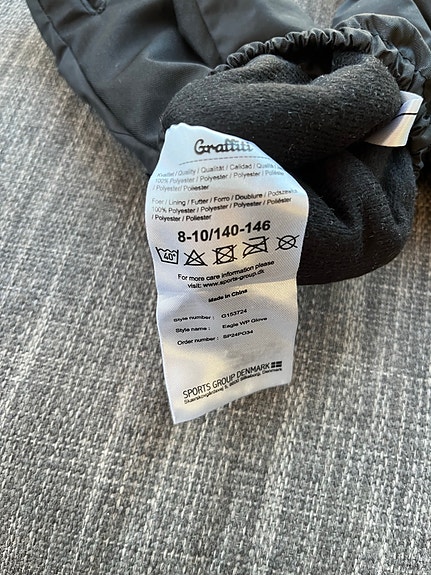 Graffiti
Kvalitet / Quality / Qualität / Calidad / Quality
100% Polyester / Polyester / Polyester / Poliester
/ Polyester/ Poliester
Foer / Lining / Futter / Forro / Doublure / Podszewka
100% Polyester / Polyester / Polyester / Poliester
/ Polyester / Poliester
8-10/140-146
40°
For more care information please
visit: www.sports-group.dk
Made in China
Style number : G153724
Style name : Eagle WP Glove
Order number : SP24PO34
SPORTS GROUP DENMARK
Denmark